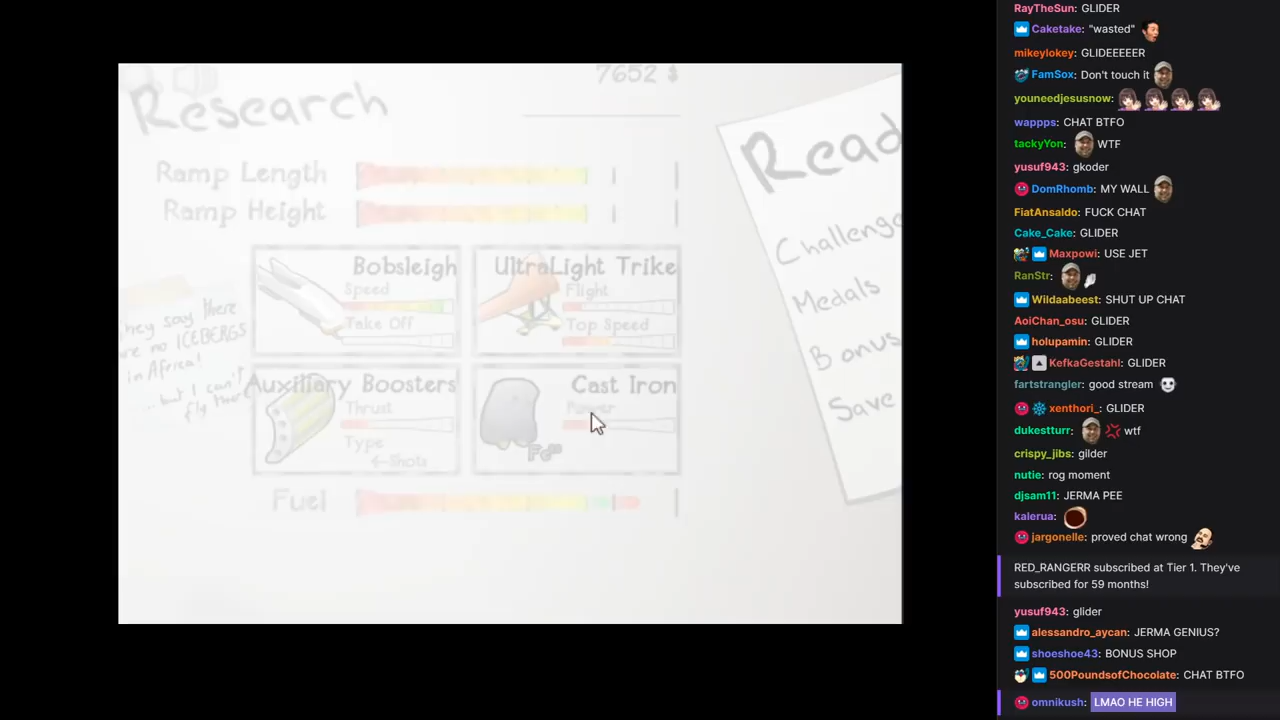 7652 $
Research
Ramp Length
Ramp Height
Bobsleigh
Speed
Take Off
UltraLight Trike
Flight
Top Speed
Auxiliary Boosters
Thrust
Type
<-Shots
Cast Iron
Power
Fe
Fuel
They say there
are no ICEBERGS
in Africa!
...but I can't
fly there
Read
Challenge
Medals
Bonus
Save
RayTheSun: GLIDER
Caketake: "wasted"
mikeylokey: GLIDEEEEER
FamSox: Don't touch it
youneedjesusnow:
wappps: CHAT BTFO
tackyYon: WTF
yusuf943: gkoder
DomRhomb: MY WALL
FiatAnsaldo: FUCK CHAT
Cake_Cake: GLIDER
Maxpowi: USE JET
RanStr:
Wildaabeest: SHUT UP CHAT
AoiChan_osu: GLIDER
holupamin: GLIDER
KefkaGestahl: GLIDER
fartstrangler: good stream
xenthori_: GLIDER
dukestturr: wtf
crispy_jibs: gilder
nutie: rog moment
djsam11: JERMA PEE
kalerua:
jargonelle: proved chat wrong
RED_RANGERR subscribed at Tier 1. They've
subscribed for 59 months!
yusuf943: glider
alessandro_aycan: JERMA GENIUS?
shoeshoe43: BONUS SHOP
500PoundsofChocolate: CHAT BTFO
omnikush: LMAO HE HIGH